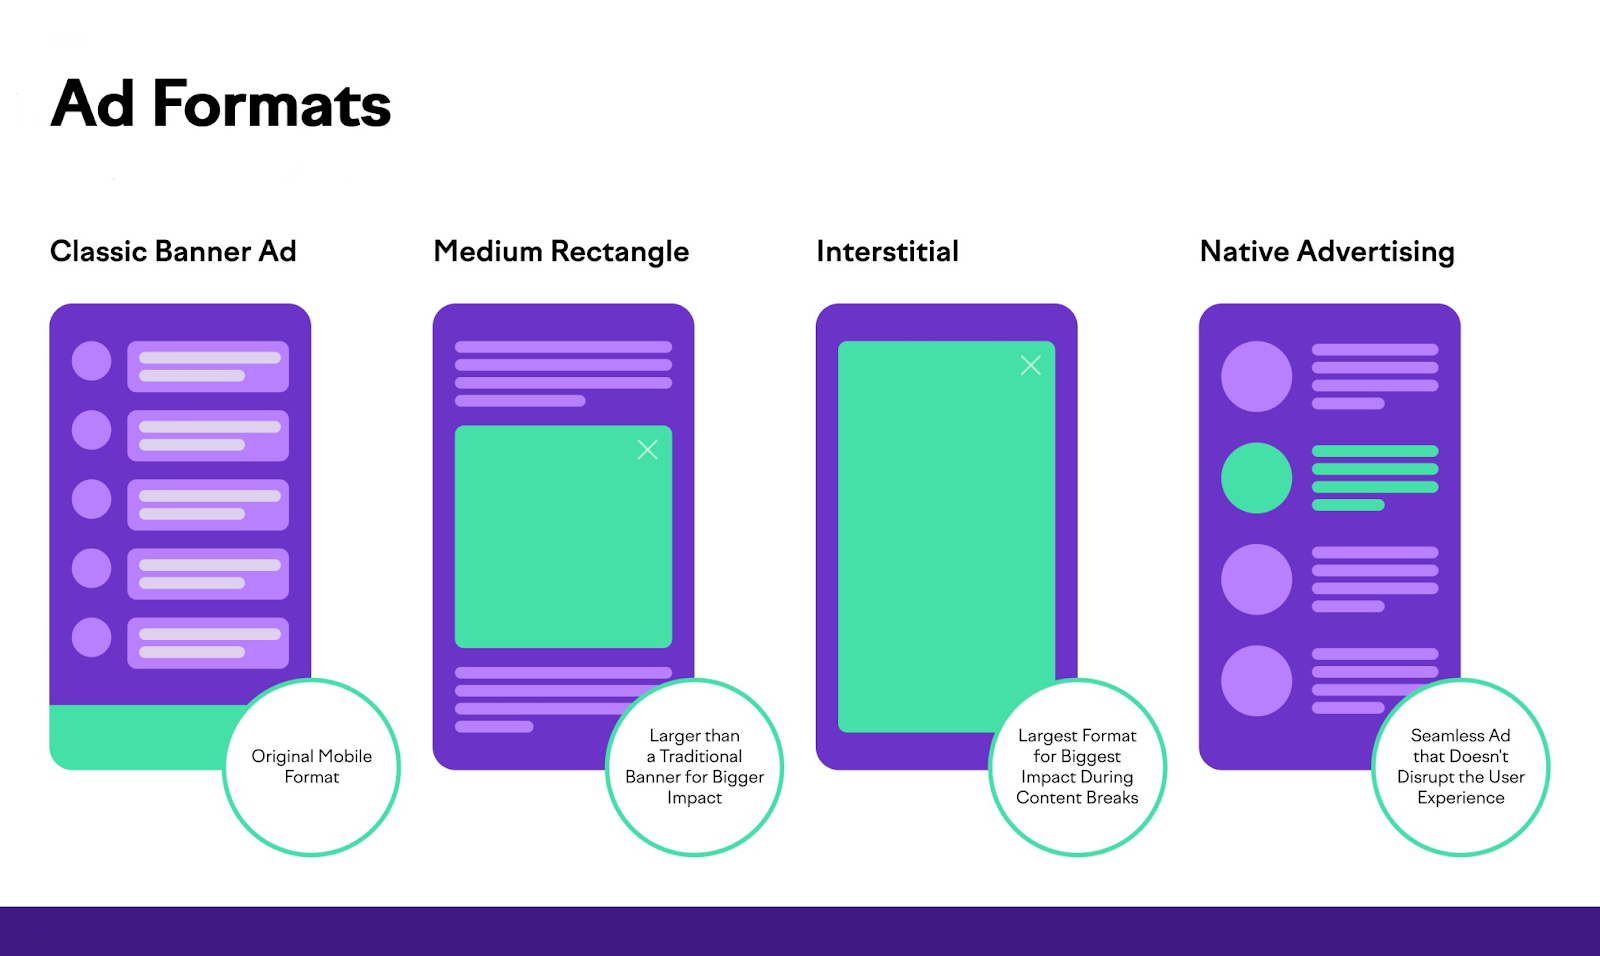 Ad Formats
Classic Banner Ad
Medium Rectangle
Interstitial
Native Advertising
Original Mobile
Format
Larger than
a Traditional
Banner for Bigger
Impact
Largest Format
for Biggest
Impact During
Content Breaks
Seamless Ad
that Doesn't
Disrupt the User
Experience